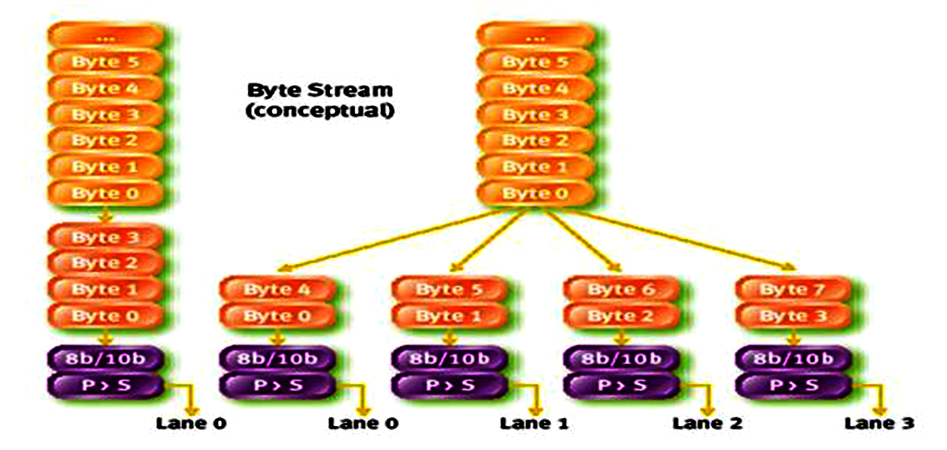 ...
Byte 5
Byte 4
Byte 3
Byte 2
Byte 1
Byte 0
Byte 3
Byte 2
Byte 1
Byte 0
8b/10b
P > S
Lane 0
Byte Stream
(conceptual)
...
Byte 5
Byte 4
Byte 3
Byte 2
Byte 1
Byte 0
Byte 4
Byte 0
8b/10b
P > S
Lane 0
Byte 5
Byte 1
8b/10b
P > S
Lane 1
Byte 6
Byte 2
8b/10b
P > S
Lane 2
Byte 7
Byte 3
8b/10b
P > S
Lane 3